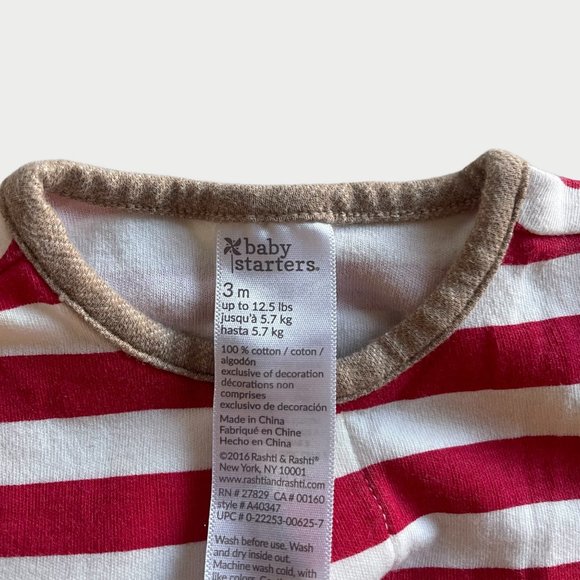 baby
starters®
3 m
up to 12.5 lbs
jusqu'à 5.7 kg
hasta 5.7 kg
100 % cotton / coton /
algodón
exclusive of decoration
décorations non
comprises
exclusivo de decoración
Made in China
Fabriqué en Chine
Hecho en China
©2016 Rashti & Rashti®
New York, NY 10001
www.rashtiandrashti.com
RN # 27829 CA # 00160
style # A40347
UPC # 0-22253-00625-7
Wash before use. Wash
and dry inside out.
Machine wash cold, with
like colors.